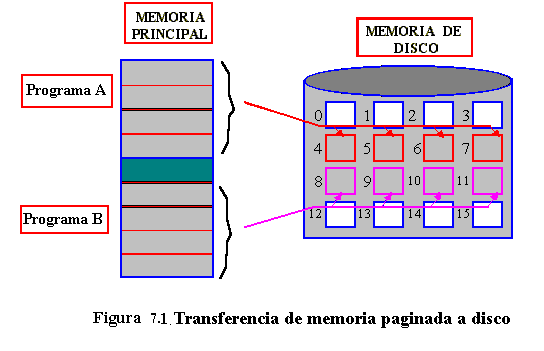 MEMORIA
PRINCIPAL
MEMORIA DE
DISCO
Programa A
Programa B
0 1 2 3
4 5 6 7
8 9 10 11
12 13 14 15
Figura 7.1. Transferencia de memoria paginada a disco